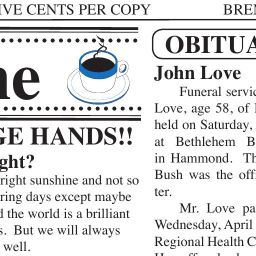 IVE CENTS PER COPY
BREN
ne
GE HANDS!!
ght?
right sunshine and not so
ring days except maybe
d the world is a brilliant
s. But we will always
well.
OBITUA
John Love
Funeral servic
Love, age 58, of
held on Saturday,
at Bethlehem B
in Hammond. Th
Bush was the offi
ter.
Mr. Love pa
Wednesday, April
Regional Health C